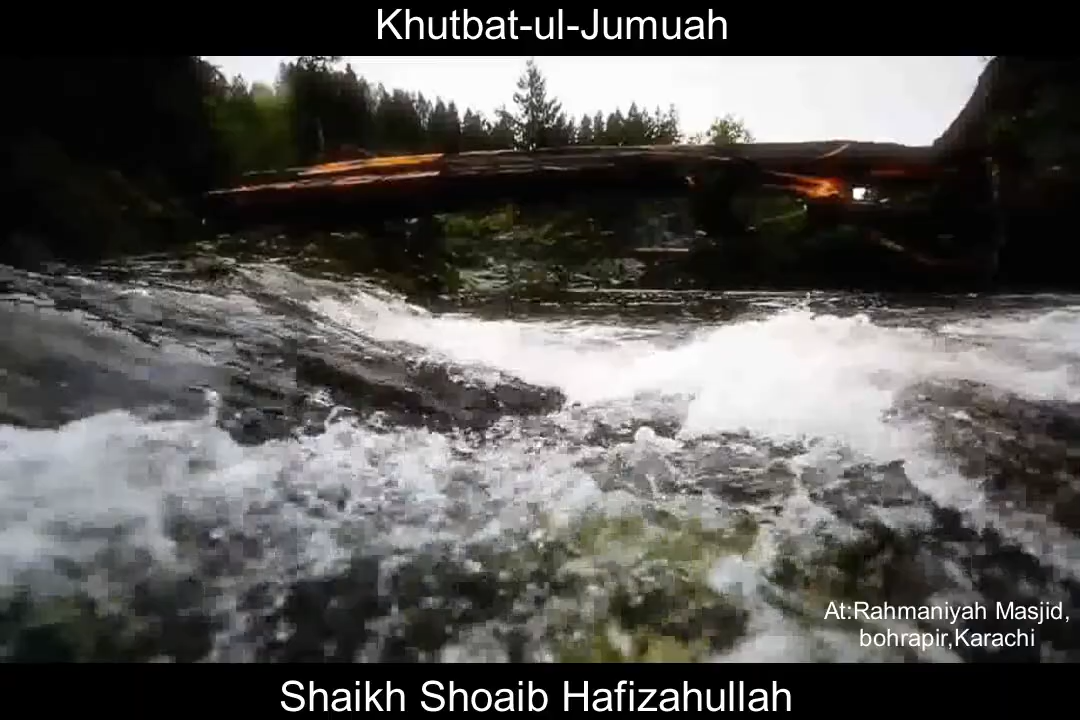 Khutbat-ul-Jumuah
At:Rahmaniyah Masjid,
bohrapir,Karachi
Shaikh Shoaib Hafizahullah